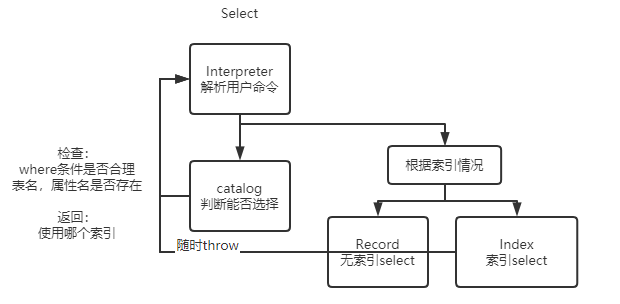 Select
Interpreter
解析用户命令
检查：
where条件是否合理
表名，属性名是否存在
返回：
使用哪个索引
catalog
判断能否选择
根据索引情况
随时throw
Record
无索引select
Index
索引select